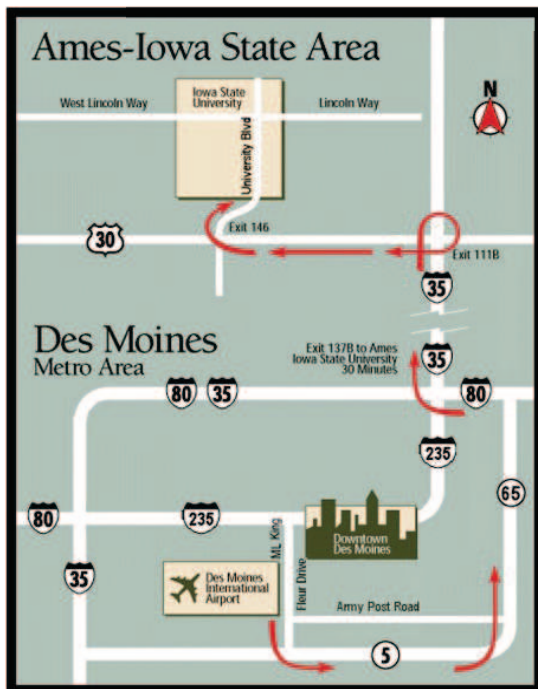 Ames-Iowa State Area
Iowa State
University
West Lincoln Way
Lincoln Way
University Blvd
N
Exit 146
30
Exit 111B
35
Des Moines
Metro Area
Exit 137B to Ames
Iowa State University
30 Minutes
35
80
35
80
235
65
80
235
ML King
Downtown
Des Moines
35
Des Moines
International
Airport
Fleur Drive
Army Post Road
5